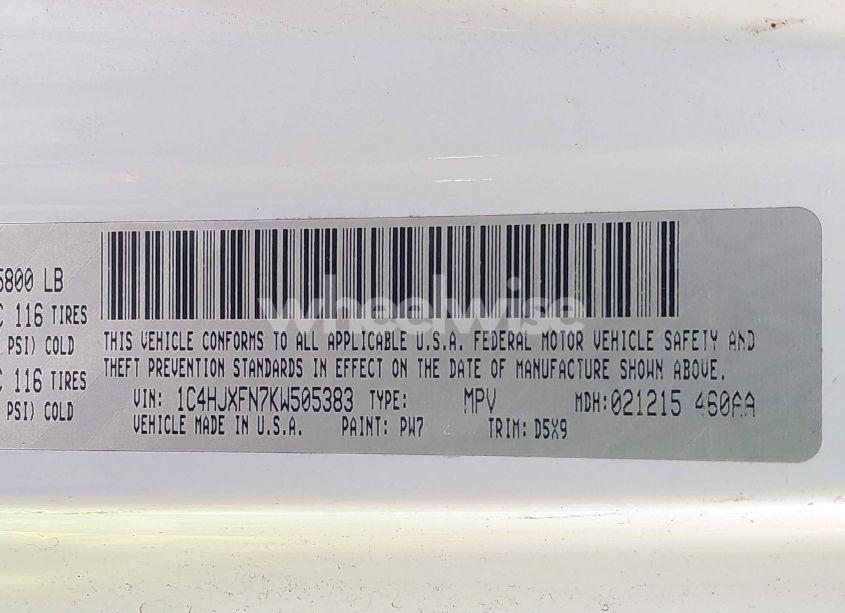 5800 LB
C 116 TIRES
PSI) COLD
C 116 TIRES
PSI) COLD
wheelwise
THIS VEHICLE CONFORMS TO ALL APPLICABLE U.S.A. FEDERAL MOTOR VEHICLE SAFETY AND
THEFT PREVENTION STANDARDS IN EFFECT ON THE DATE OF MANUFACTURE SHOWN ABOVE.
VIN: 1C4HJXFN7KW505383 TYPE: MPV MDH:021215 460AA
VEHICLE MADE IN U.S.A. PAINT: PW7 TRIM: D5X9